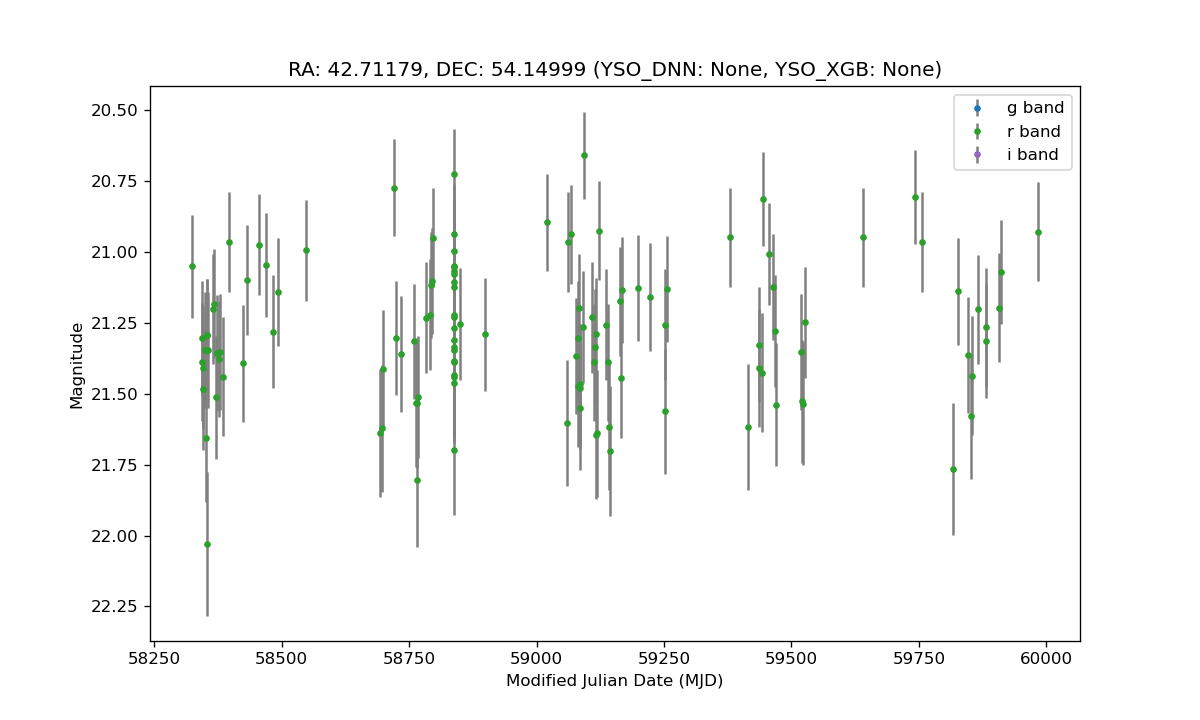 RA: 42.71179, DEC: 54.14999 (YSO_DNN: None, YSO_XGB: None)
g band
r band
i band
20.50
20.75
21.00
21.25
21.50
21.75
22.00
22.25
Magnitude
58250 58500 58750 59000 59250 59500 59750 60000
Modified Julian Date (MJD)